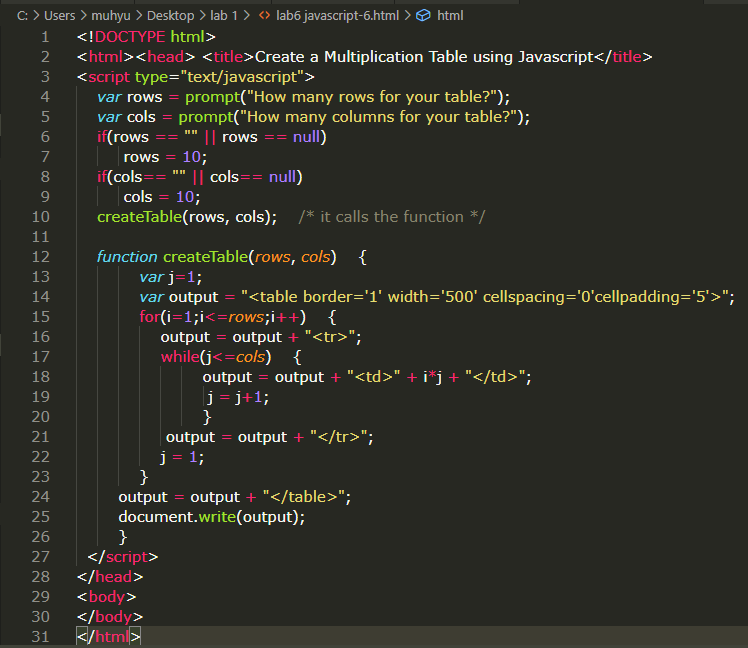 C: > Users > muhyu > Desktop > lab 1 > <> lab6 javascript-6.html > html
1 <!DOCTYPE html>
2 <html><head> <title>Create a Multiplication Table using Javascript</title>
3 <script type="text/javascript">
4 var rows = prompt("How many rows for your table?");
5 var cols = prompt("How many columns for your table?");
6 if(rows == "" || rows == null)
7 rows = 10;
8 if(cols== "" || cols== null)
9 cols = 10;
10 createTable(rows, cols); /* it calls the function */
11
12 function createTable(rows, cols) {
13 var j=1;
14 var output = "<table border='1' width='500' cellspacing='0'cellpadding='5'>";
15 for(i=1;i<=rows;i++) {
16 output = output + "<tr>";
17 while(j<=cols) {
18 output = output + "<td>" + i*j + "</td>";
19 j = j+1;
20 }
21 output = output + "</tr>";
22 j = 1;
23 }
24 output = output + "</table>";
25 document.write(output);
26 }
27 </script>
28 </head>
29 <body>
30 </body>
31 </html>